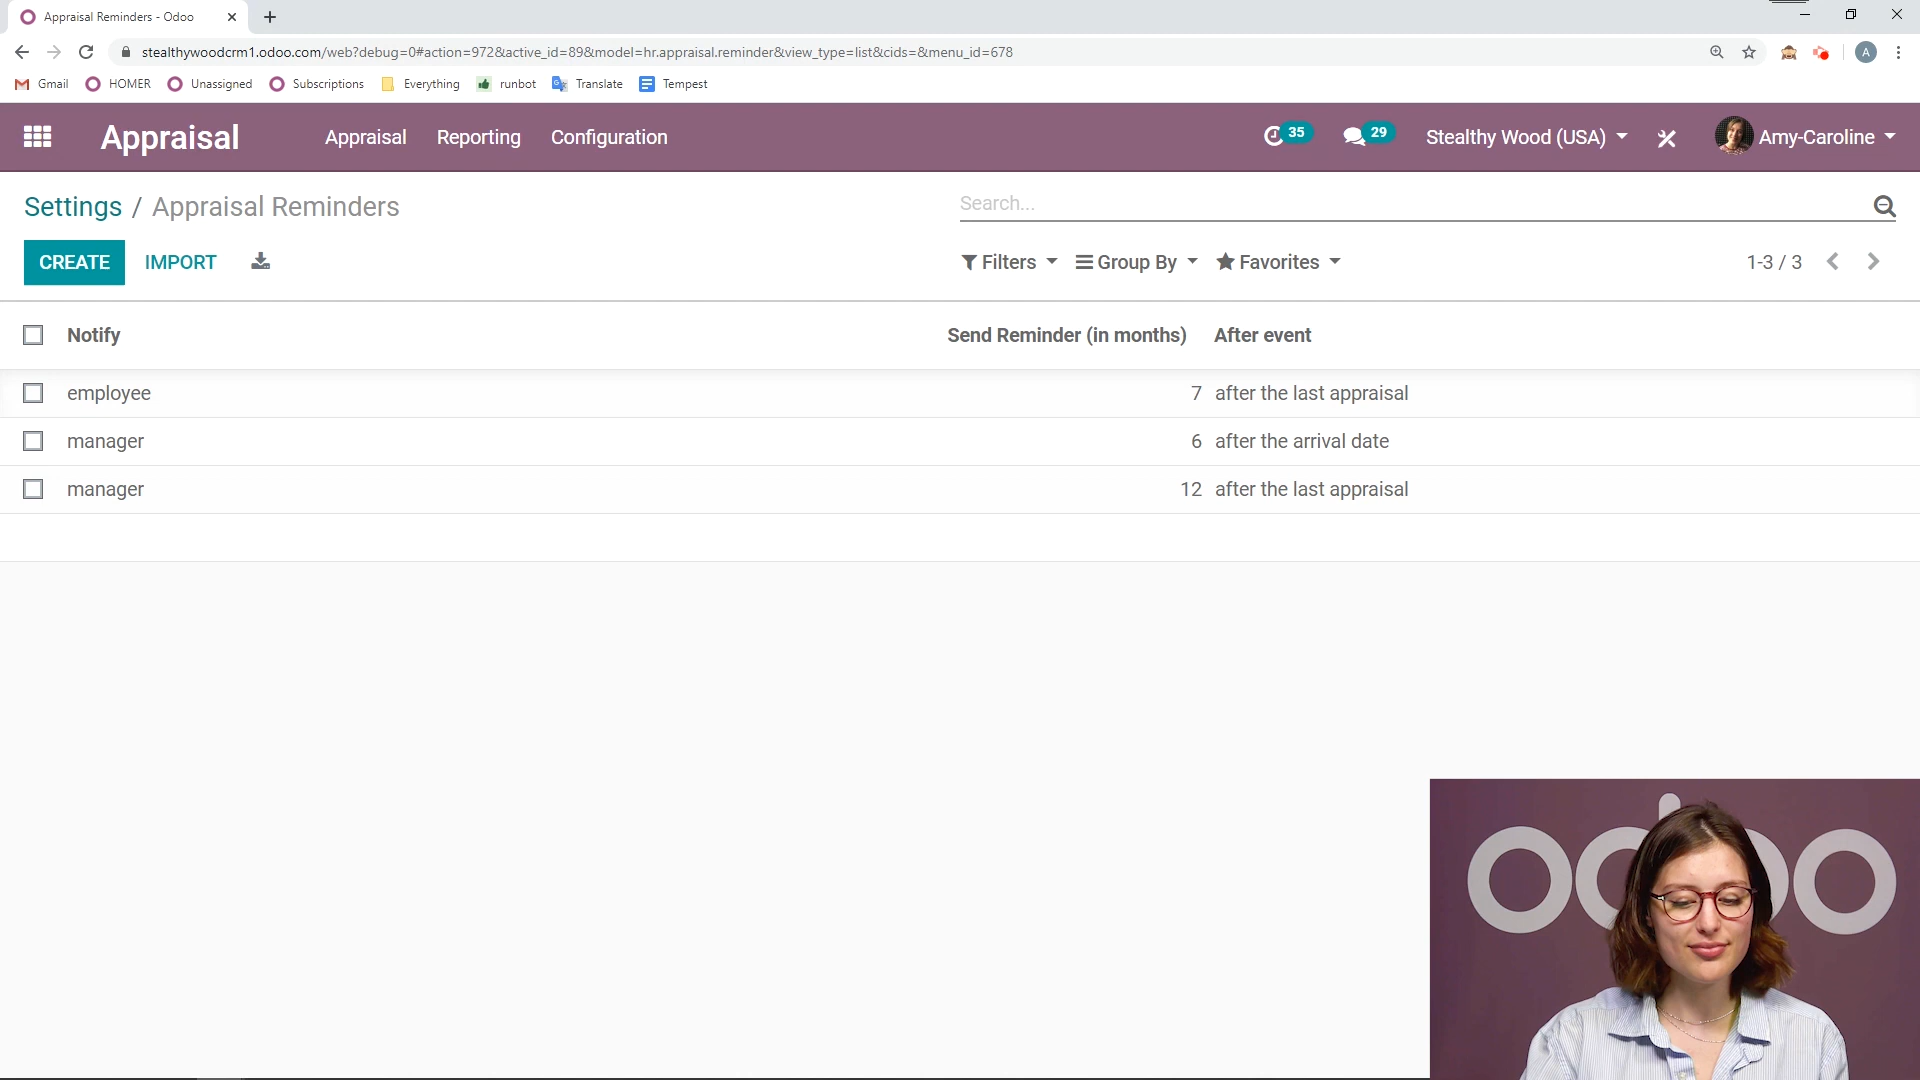 Appraisal Reminders - Odoo
stealthywoodcrm1.odoo.com/web?debug=0#action=972&active_id=89&model=hr.appraisal.reminder&view_type=list&cids=&menu_id=678
A
Gmail HOMER Unassigned Subscriptions Everything runbot Translate Tempest
Appraisal Appraisal Reporting Configuration 35 29 Stealthy Wood (USA) Amy-Caroline
Settings / Appraisal Reminders Search...
CREATE IMPORT Filters Group By Favorites 1-3 / 3
Notify Send Reminder (in months) After event
employee 7 after the last appraisal
manager 6 after the arrival date
manager 12 after the last appraisal
odoo